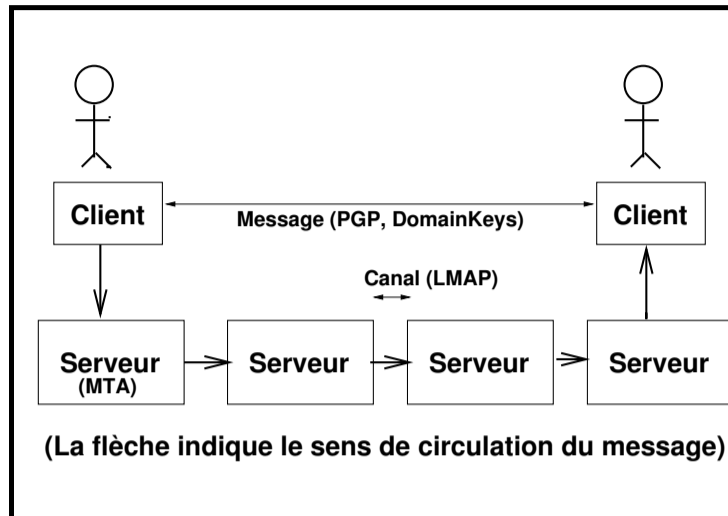 Client
Client
Message (PGP, DomainKeys)
Canal (LMAP)
Serveur
(MTA)
Serveur
Serveur
Serveur
(La flèche indique le sens de circulation du message)